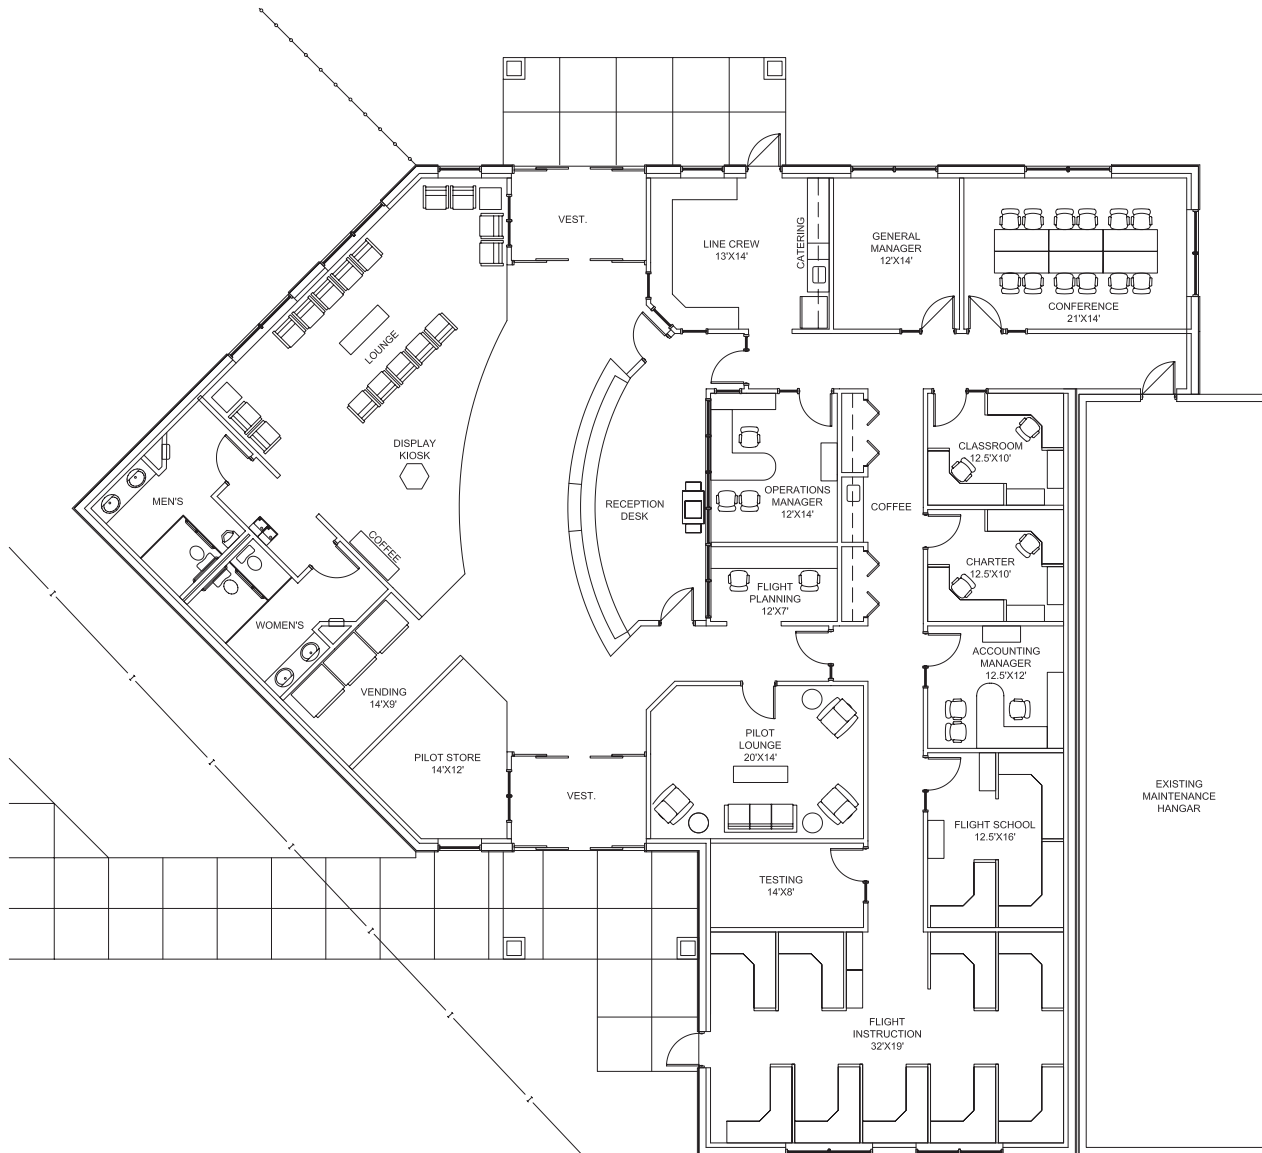 VEST.
LINE CREW
13'X14'
CATERING
GENERAL
MANAGER
12'X14'
CONFERENCE
21'X14'
LOUNGE
DISPLAY
KIOSK
MEN'S
COFFEE
WOMEN'S
RECEPTION
DESK
OPERATIONS
MANAGER
12'X14'
COFFEE
CLASSROOM
12.5'X10'
CHARTER
12.5'X10'
FLIGHT
PLANNING
12'X7'
ACCOUNTING
MANAGER
12.5'X12'
VENDING
14'X9'
PILOT STORE
14'X12'
VEST.
PILOT
LOUNGE
20'X14'
FLIGHT SCHOOL
12.5'X16'
EXISTING
MAINTENANCE
HANGAR
TESTING
14'X8'
FLIGHT
INSTRUCTION
32'X19'